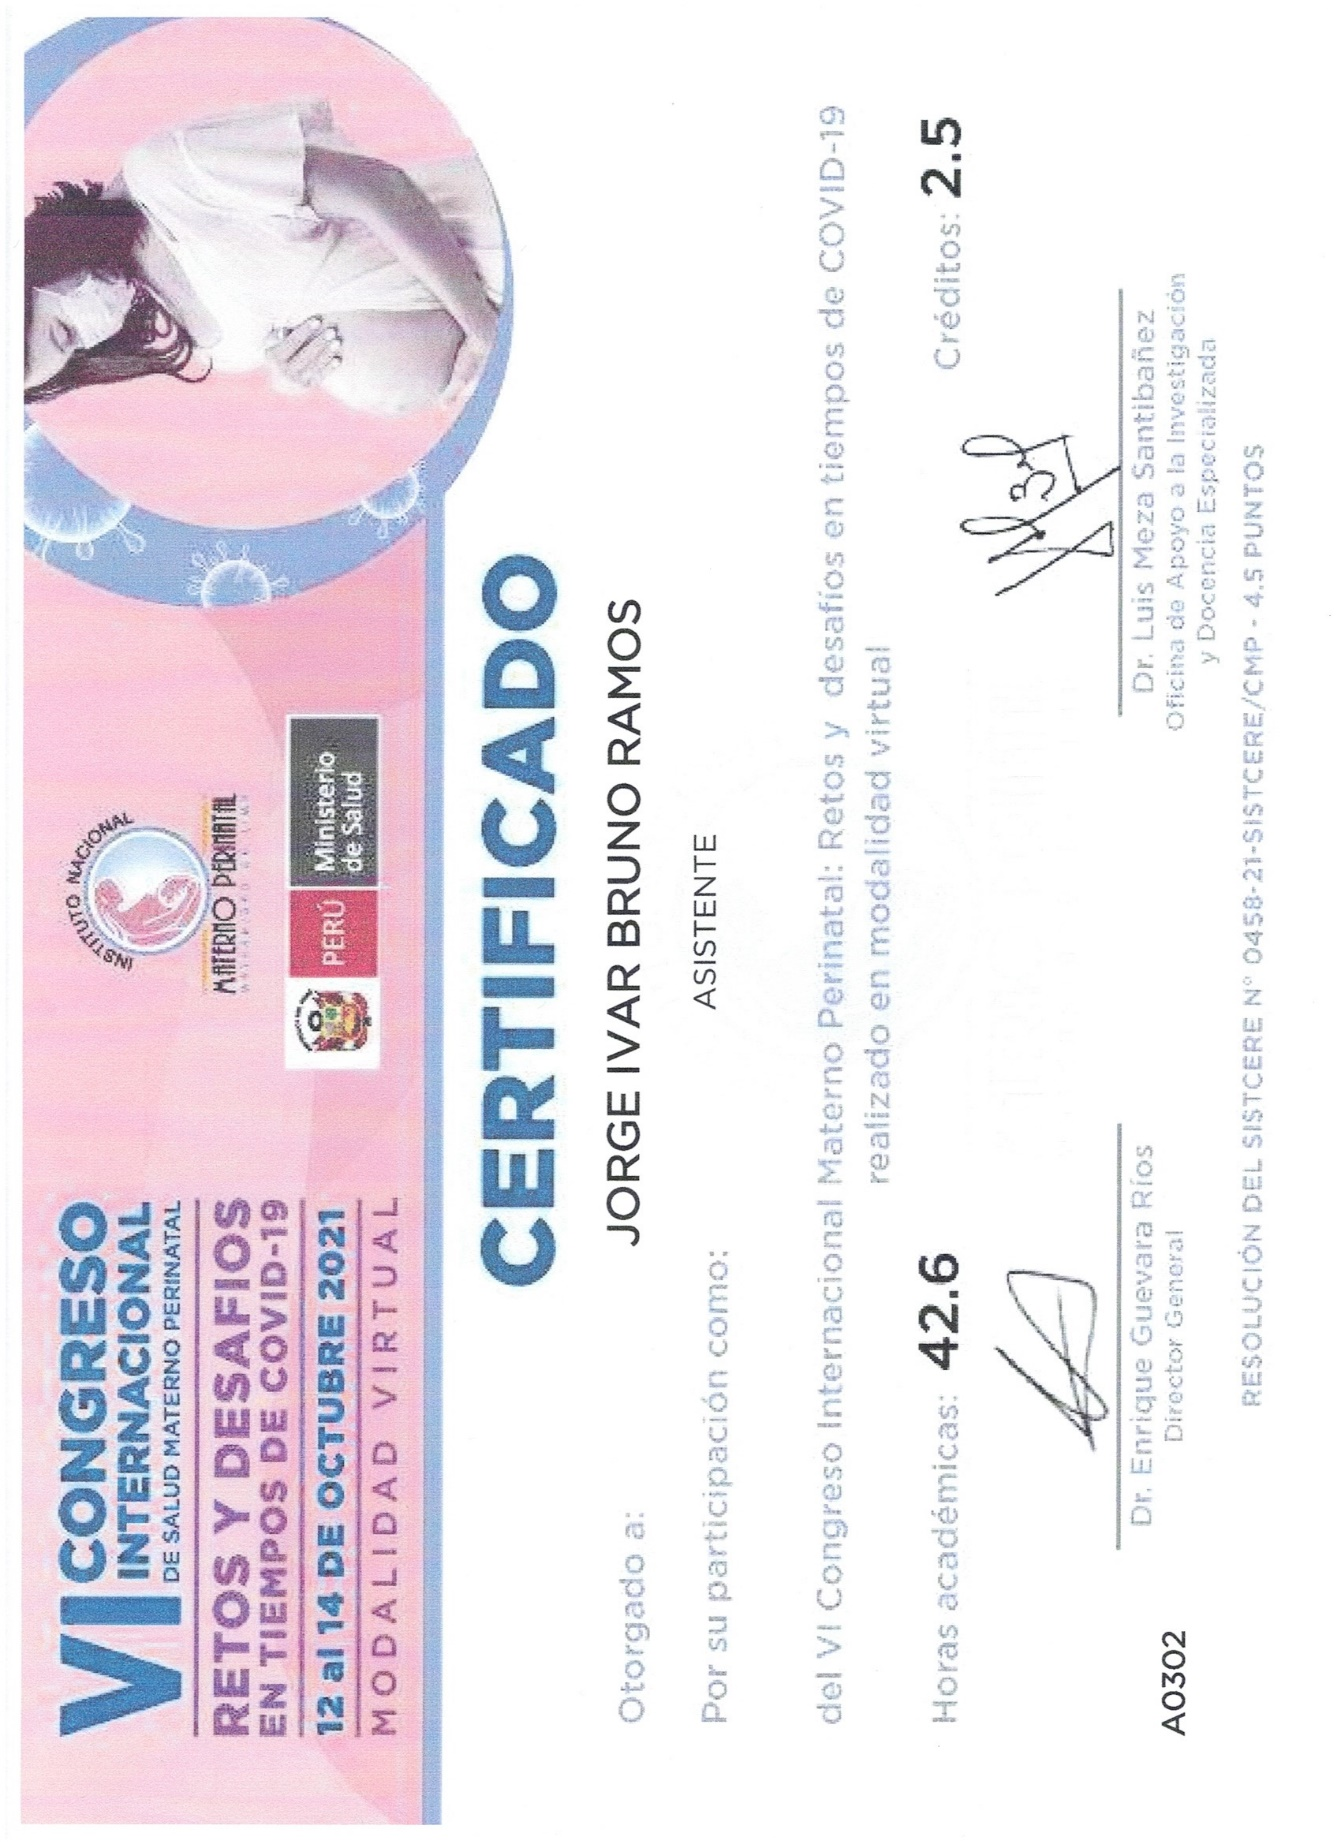 VI CONGRESO
INTERNACIONAL
DE SALUD MATERNO PERINATAL
RETOS Y DESAFIOS
EN TIEMPOS DE COVID-19
12 al 14 DE OCTUBRE 2021
MODALIDAD VIRTUAL
INSTITUTO NACIONAL
MATERNO PERINATAL
PERÚ
Ministerio
de Salud
CERTIFICADO
Otorgado a: JORGE IVAR BRUNO RAMOS
Por su participación como: ASISTENTE
del VI Congreso Internacional Materno Perinatal: Retos y desafíos en tiempos de COVID-19
realizado en modalidad virtual
Horas académicas: 42.6 Créditos: 2.5
Dr. Enrique Guevara Ríos
Director General
Dr. Luis Meza Santibañez
Oficina de Apoyo a la Investigación
y Docencia Especializada
A0302
RESOLUCIÓN DEL SISTCERE N° 0458-21-SISTCERE/CMP - 4.5 PUNTOS